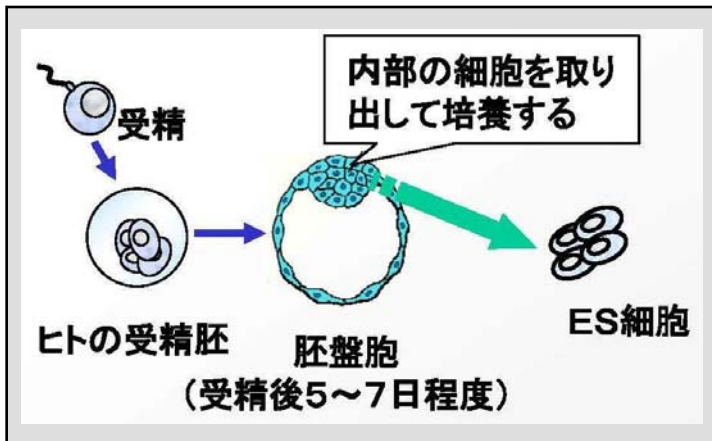 内部の細胞を取り
出して培養する
受精
ヒトの受精胚
胚盤胞
(受精後5~7日程度)
ES細胞